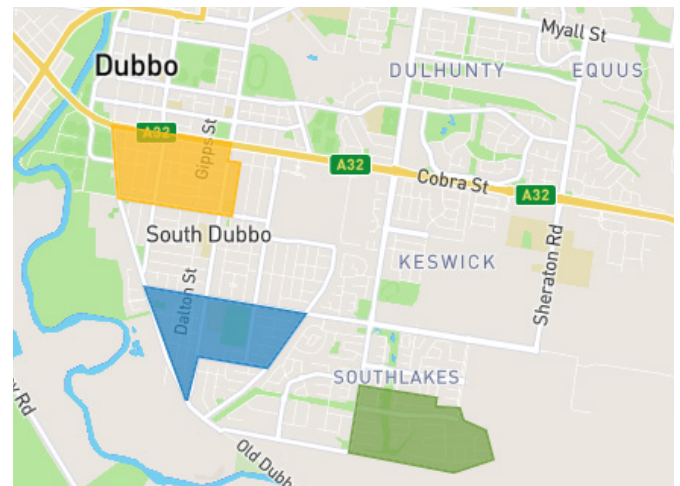 Myall St
Dubbo
DULHUNTY
EQUUS
A32
Gipps St
A32
Cobra St
A32
South Dubbo
KESWICK
Sheraton Rd
Dalton St
SOUTHLAKES
Rd
Old Dubb